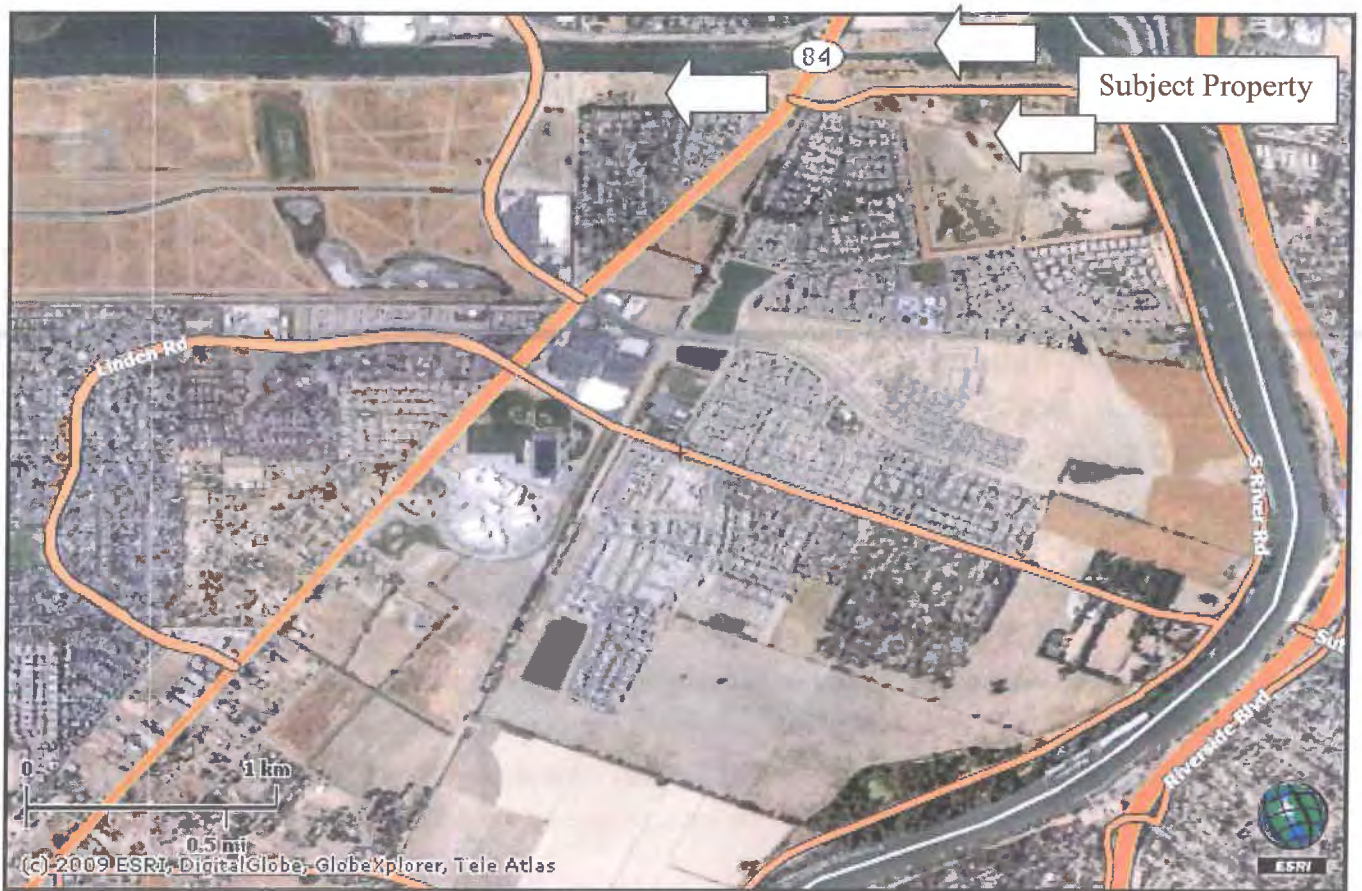 84
Subject Property
Linden Rd
S River Rd
Sut
Riverside Blvd
0 1 km
0.5 mi
(c) 2009 ESRI, DigitalGlobe, GlobeXplorer, Tele Atlas
ESRI